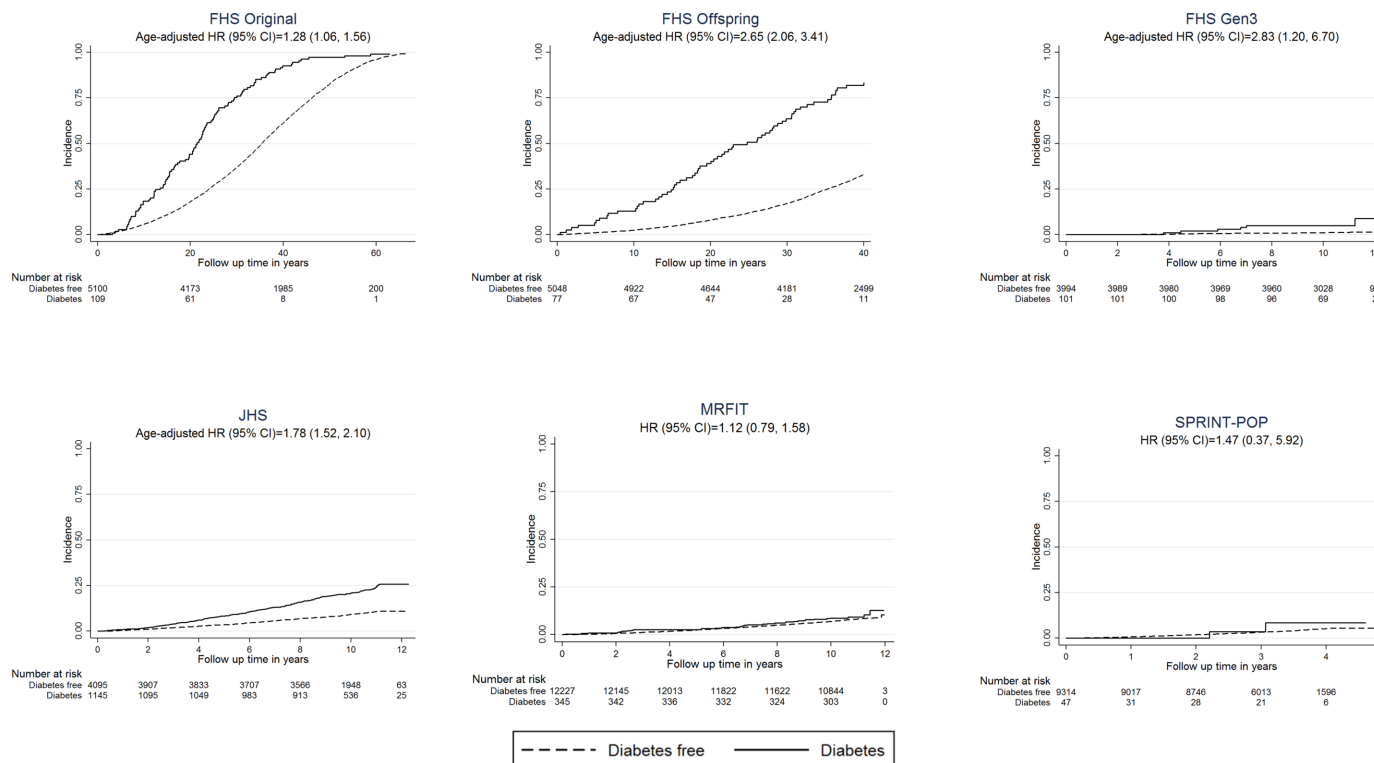 FHS Original
Age-adjusted HR (95% CI)=1.28 (1.06, 1.56)
1.00
0.75
0.50
0.25
0.00
Incidence
0 20 40 60
Follow up time in years
Number at risk
Diabetes free 5100 4173 1985 200
Diabetes 109 61 8 1
FHS Offspring
Age-adjusted HR (95% CI)=2.65 (2.06, 3.41)
1.00
0.75
0.50
0.25
0.00
Incidence
0 10 20 30 40
Follow up time in years
Number at risk
Diabetes free 5048 4922 4644 4181 2499
Diabetes 77 67 47 28 11
FHS Gen3
Age-adjusted HR (95% CI)=2.83 (1.20, 6.70)
1.00
0.75
0.50
0.25
0.00
Incidence
0 2 4 6 8 10
Follow up time in years
Number at risk
Diabetes free 3994 3989 3980 3969 3960 3028
Diabetes 101 101 100 98 96 69
JHS
Age-adjusted HR (95% CI)=1.78 (1.52, 2.10)
1.00
0.75
0.50
0.25
0.00
Incidence
0 2 4 6 8 10 12
Follow up time in years
Number at risk
Diabetes free 4095 3907 3833 3707 3566 1948 63
Diabetes 1145 1095 1049 983 913 536 25
MRFIT
HR (95% CI)=1.12 (0.79, 1.58)
1.00
0.75
0.50
0.25
0.00
Incidence
0 2 4 6 8 10 12
Follow up time in years
Number at risk
Diabetes free 12227 12145 12013 11822 11622 10844 3
Diabetes 345 342 336 332 324 303 0
SPRINT-POP
HR (95% CI)=1.47 (0.37, 5.92)
1.00
0.75
0.50
0.25
0.00
Incidence
0 1 2 3 4
Follow up time in years
Number at risk
Diabetes free 9314 9017 8746 6013 1596
Diabetes 47 31 28 21 6
Diabetes free Diabetes